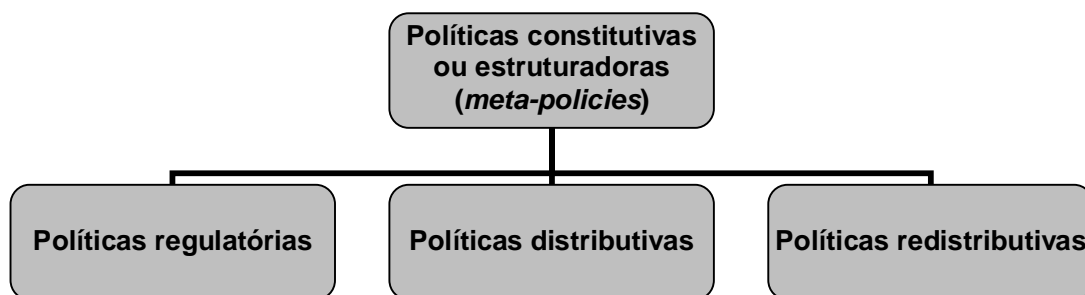 Políticas constitutivas
ou estruturadoras
(meta-policies)
Políticas regulatórias
Políticas distributivas
Políticas redistributivas